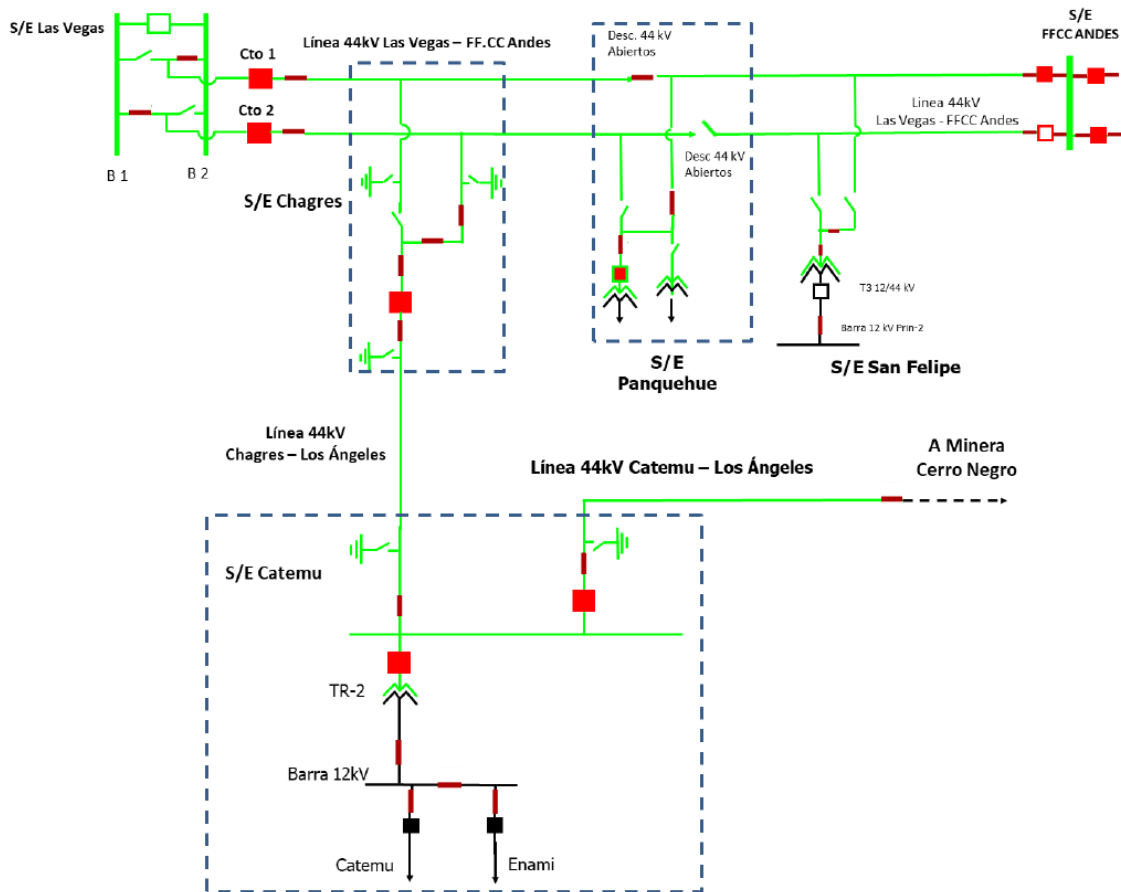 S/E Las Vegas
Cto 1
Cto 2
B 1
B 2
Línea 44kV Las Vegas – FF.CC Andes
Desc. 44 kV
Abiertos
S/E
FFCC ANDES
Linea 44kV
Las Vegas - FFCC Andes
Desc 44 kV
Abiertos
S/E Chagres
T3 12/44 kV
Barra 12 kV Prin-2
S/E
Panquehue
S/E San Felipe
Línea 44kV
Chagres – Los Ángeles
Línea 44kV Catemu – Los Ángeles
A Minera
Cerro Negro
S/E Catemu
TR-2
Barra 12kV
Catemu
Enami